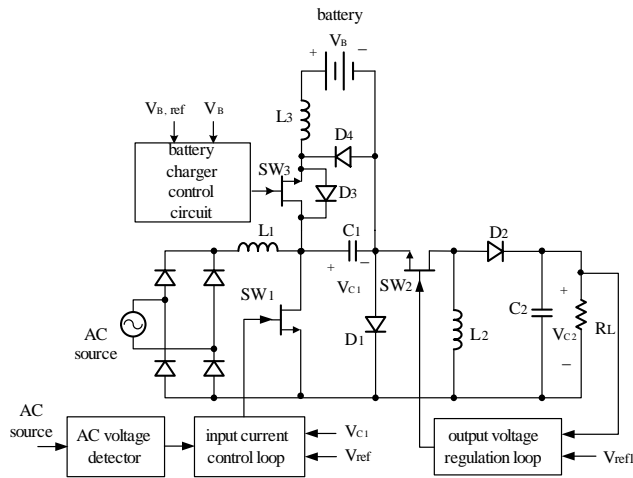 battery
+ VB −
L3
VB, ref VB
D4
battery
charger
control
circuit
SW3
D3
L1
C1
D2
+ −
VC1
SW2
SW1
AC
source
D1
L2
C2
+
VC2
−
RL
AC
source
AC voltage
detector
input current
control loop
VC1
Vref
output voltage
regulation loop
Vref1